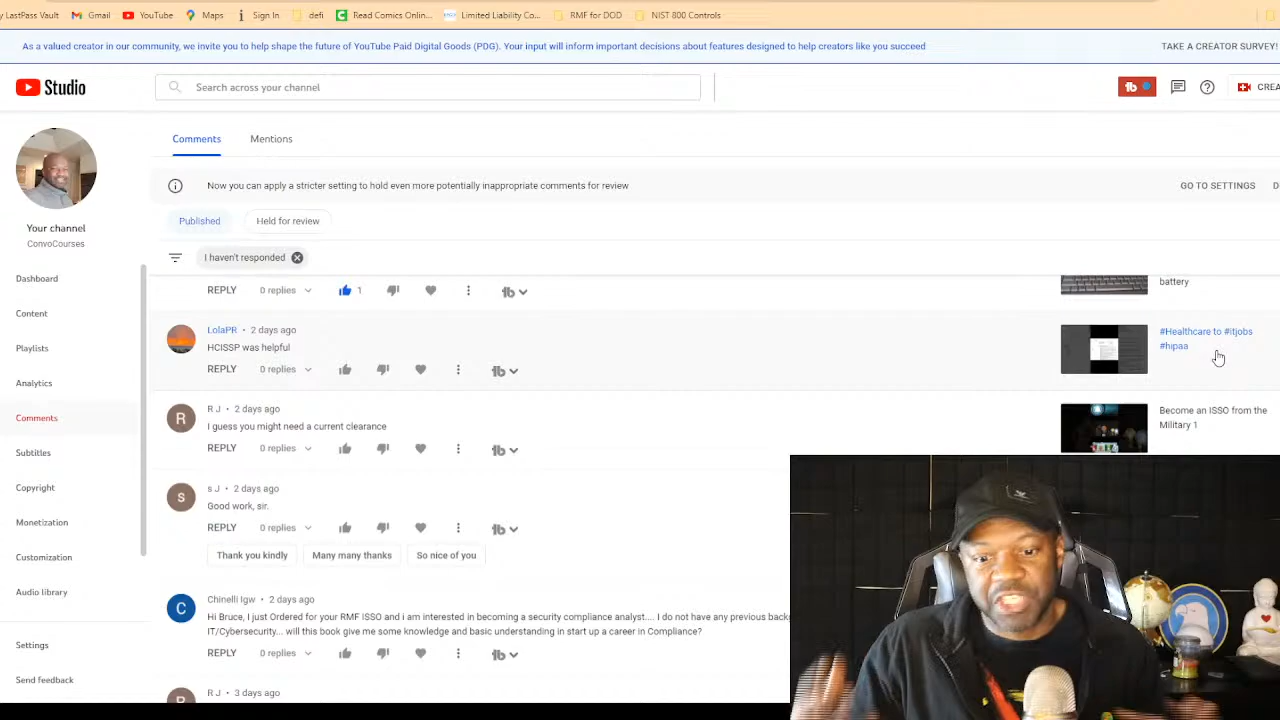 y LastPass Vault Gmail YouTube Maps Sign In defi Read Comics Onlin... Limited Liability Co... RMF for DOD NIST 800 Controls
As a valued creator in our community, we invite you to help shape the future of YouTube Paid Digital Goods (PDG). Your input will inform important decisions about features designed to help creators like you succeed TAKE A CREATOR SURVEY!
Studio Search across your channel CREA
Comments Mentions
Now you can apply a stricter setting to hold even more potentially inappropriate comments for review GO TO SETTINGS D
Published Held for review
I haven't responded
Your channel
ConvoCourses
Dashboard
Content
Playlists
Analytics
Comments
Subtitles
Copyright
Monetization
Customization
Audio library
Settings
Send feedback
REPLY 0 replies 1
battery
LolaPR • 2 days ago
HCISSP was helpful
REPLY 0 replies
#Healthcare to #itjobs
#hipaa
R J • 2 days ago
I guess you might need a current clearance
REPLY 0 replies
Become an ISSO from the
Military 1
s J • 2 days ago
Good work, sir.
REPLY 0 replies
Thank you kindly Many many thanks So nice of you
Chinelli Igw • 2 days ago
Hi Bruce, I just Ordered for your RMF ISSO and i am interested in becoming a security compliance analyst.... I do not have any previous back
IT/Cybersecurity... will this book give me some knowledge and basic understanding in start up a career in Compliance?
REPLY 0 replies
R J • 3 days ago